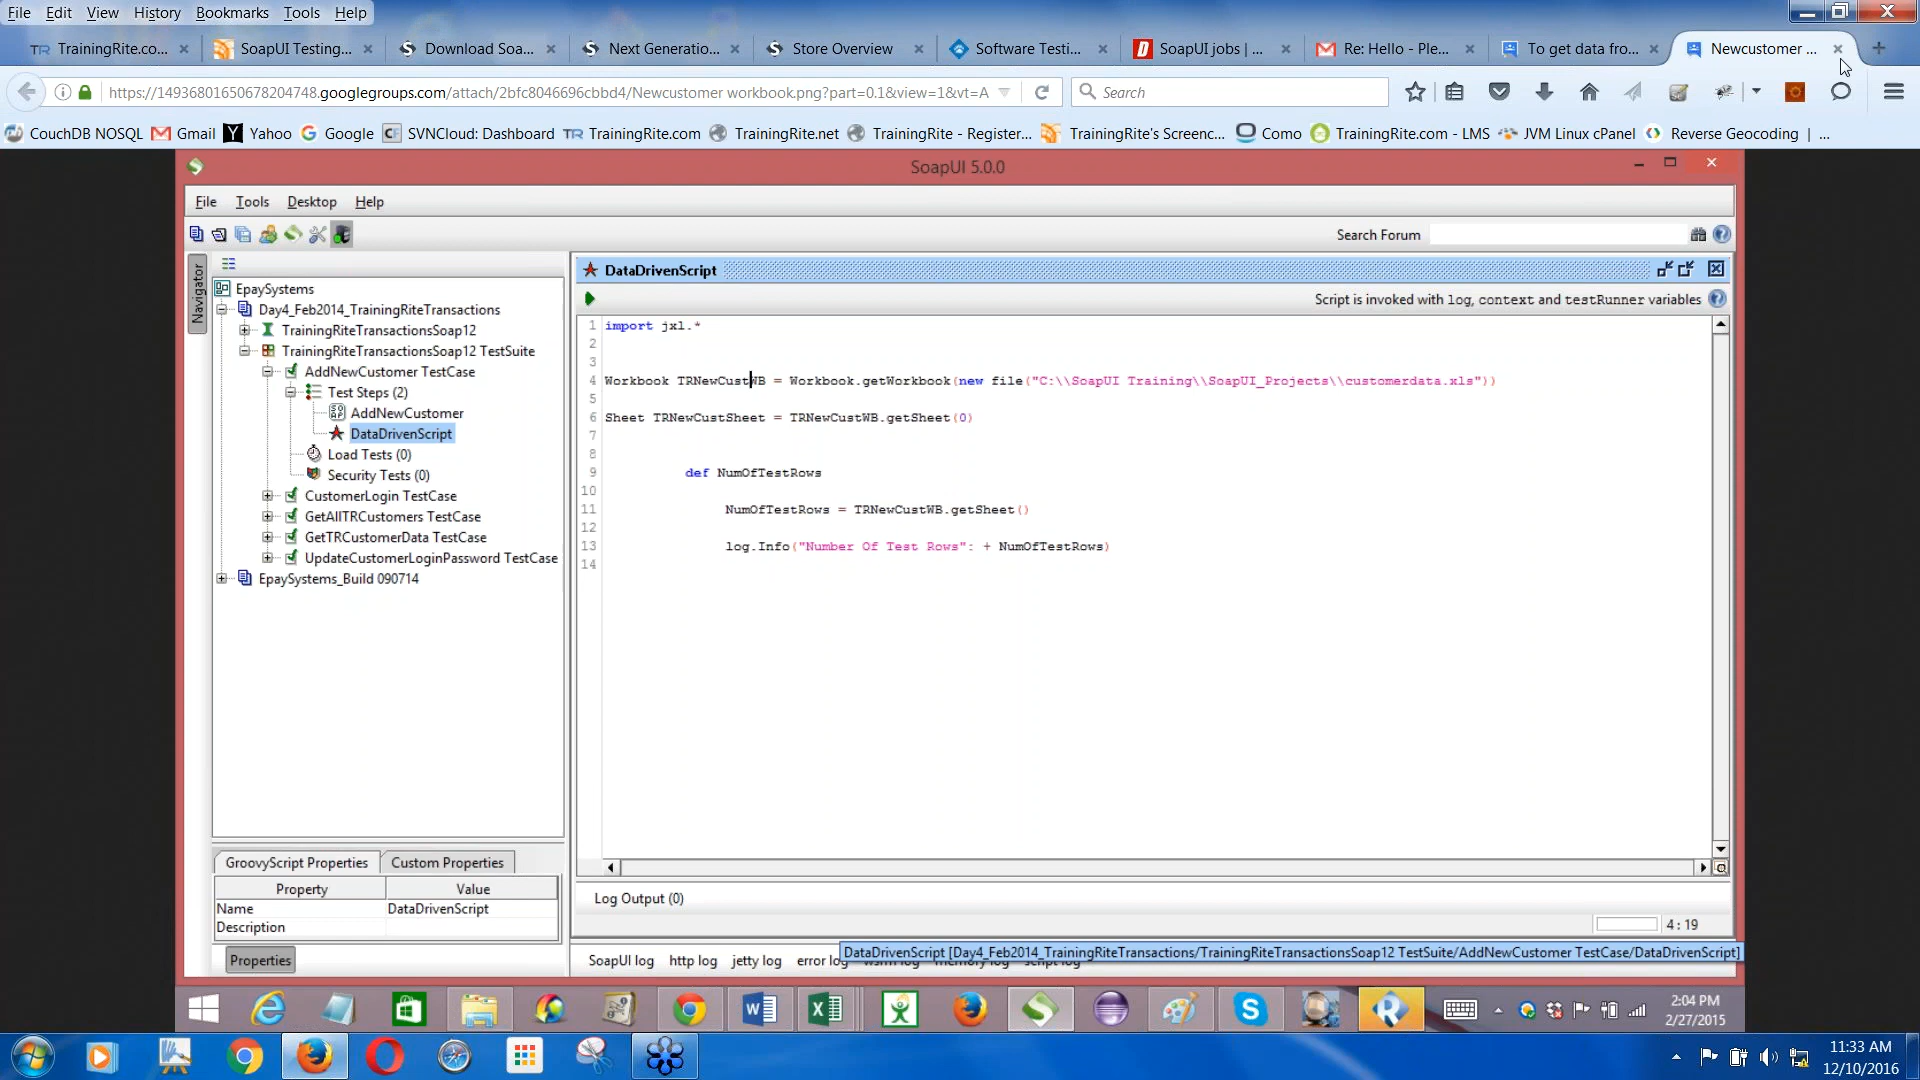 File Edit View History Bookmarks Tools Help
TR TrainingRite.co... SoapUI Testing... Download Soa... Next Generatio... Store Overview Software Testi... SoapUI jobs | ... Re: Hello - Ple... To get data fro... Newcustomer ...
https://14936801650678204748.googlegroups.com/attach/2bfc8046696cbbd4/Newcustomer workbook.png?part=0.1&view=1&vt=A Search
CouchDB NOSQL Gmail Yahoo Google SVNCloud: Dashboard TR TrainingRite.com TrainingRite.net TrainingRite - Register... TrainingRite's Screenc... Como TrainingRite.com - LMS JVM Linux cPanel Reverse Geocoding | ...
SoapUI 5.0.0
File Tools Desktop Help
Search Forum
Navigator
EpaySystems
Day4_Feb2014_TrainingRiteTransactions
TrainingRiteTransactionsSoap12
TrainingRiteTransactionsSoap12 TestSuite
AddNewCustomer TestCase
Test Steps (2)
AddNewCustomer
DataDrivenScript
Load Tests (0)
Security Tests (0)
CustomerLogin TestCase
GetAllTRCustomers TestCase
GetTRCustomerData TestCase
UpdateCustomerLoginPassword TestCase
EpaySystems_Build 090714
DataDrivenScript
Script is invoked with log, context and testRunner variables
1 import jxl.*
2
3
4 Workbook TRNewCustWB = Workbook.getWorkbook(new file("C:\\SoapUI Training\\SoapUI_Projects\\customerdata.xls"))
5
6 Sheet TRNewCustSheet = TRNewCustWB.getSheet(0)
7
8
9 def NumOfTestRows
10
11 NumOfTestRows = TRNewCustWB.getSheet()
12
13 log.Info("Number Of Test Rows": + NumOfTestRows)
14
GroovyScript Properties Custom Properties
Property Value
Name DataDrivenScript
Description
Properties
Log Output (0)
4 : 19
SoapUI log http log jetty log error log
DataDrivenScript [Day4_Feb2014_TrainingRiteTransactions/TrainingRiteTransactionsSoap12 TestSuite/AddNewCustomer TestCase/DataDrivenScript]
2:04 PM
2/27/2015
11:33 AM
12/10/2016